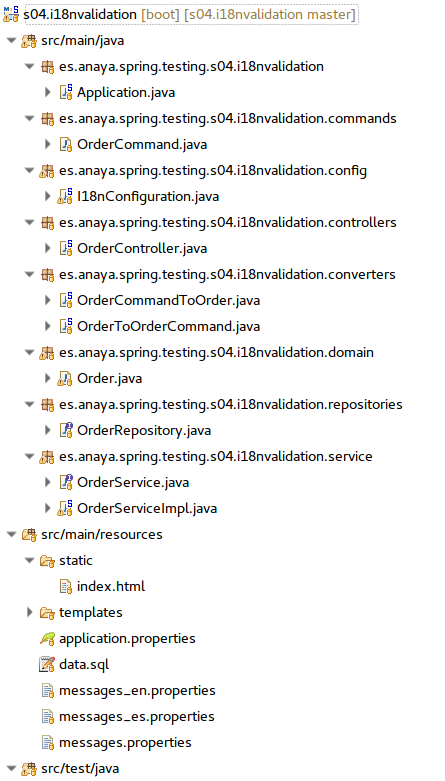 s04.i18nvalidation [boot] [s04.i18nvalidation master]
src/main/java
es.anaya.spring.testing.s04.i18nvalidation
Application.java
es.anaya.spring.testing.s04.i18nvalidation.commands
OrderCommand.java
es.anaya.spring.testing.s04.i18nvalidation.config
I18nConfiguration.java
es.anaya.spring.testing.s04.i18nvalidation.controllers
OrderController.java
es.anaya.spring.testing.s04.i18nvalidation.converters
OrderCommandToOrder.java
OrderToOrderCommand.java
es.anaya.spring.testing.s04.i18nvalidation.domain
Order.java
es.anaya.spring.testing.s04.i18nvalidation.repositories
OrderRepository.java
es.anaya.spring.testing.s04.i18nvalidation.service
OrderService.java
OrderServiceImpl.java
src/main/resources
static
index.html
templates
application.properties
data.sql
messages_en.properties
messages_es.properties
messages.properties
src/test/java